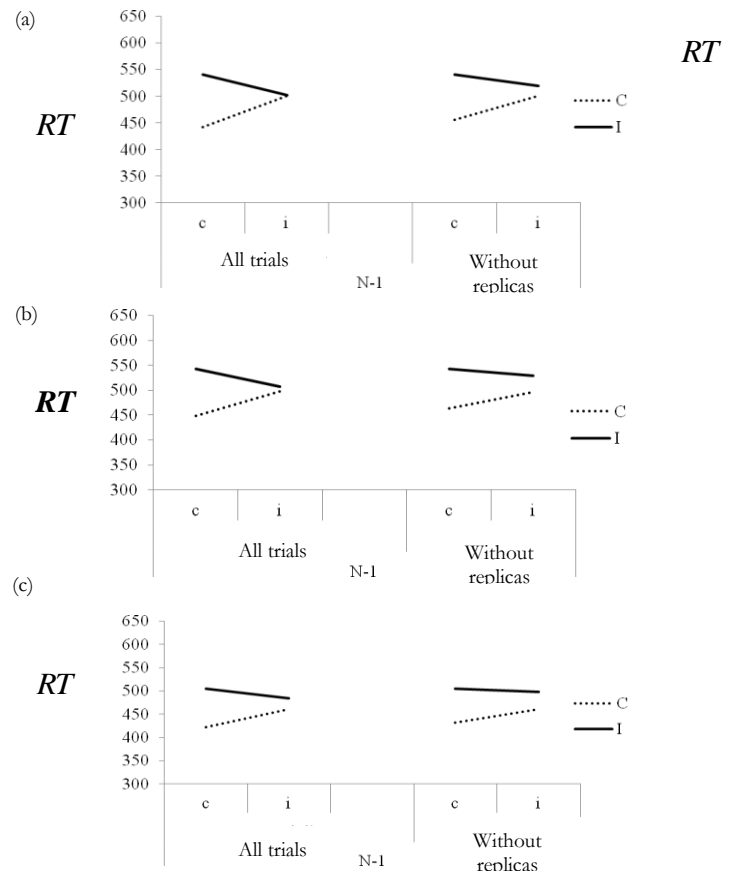 (a)
RT
RT
650
600
550
500
450
400
350
300
C
I
c i c i
All trials Without
replicas
N-1
(b)
RT
650
600
550
500
450
400
350
300
C
I
c i c i
All trials Without
replicas
N-1
(c)
RT
650
600
550
500
450
400
350
300
C
I
c i c i
All trials Without
replicas
N-1